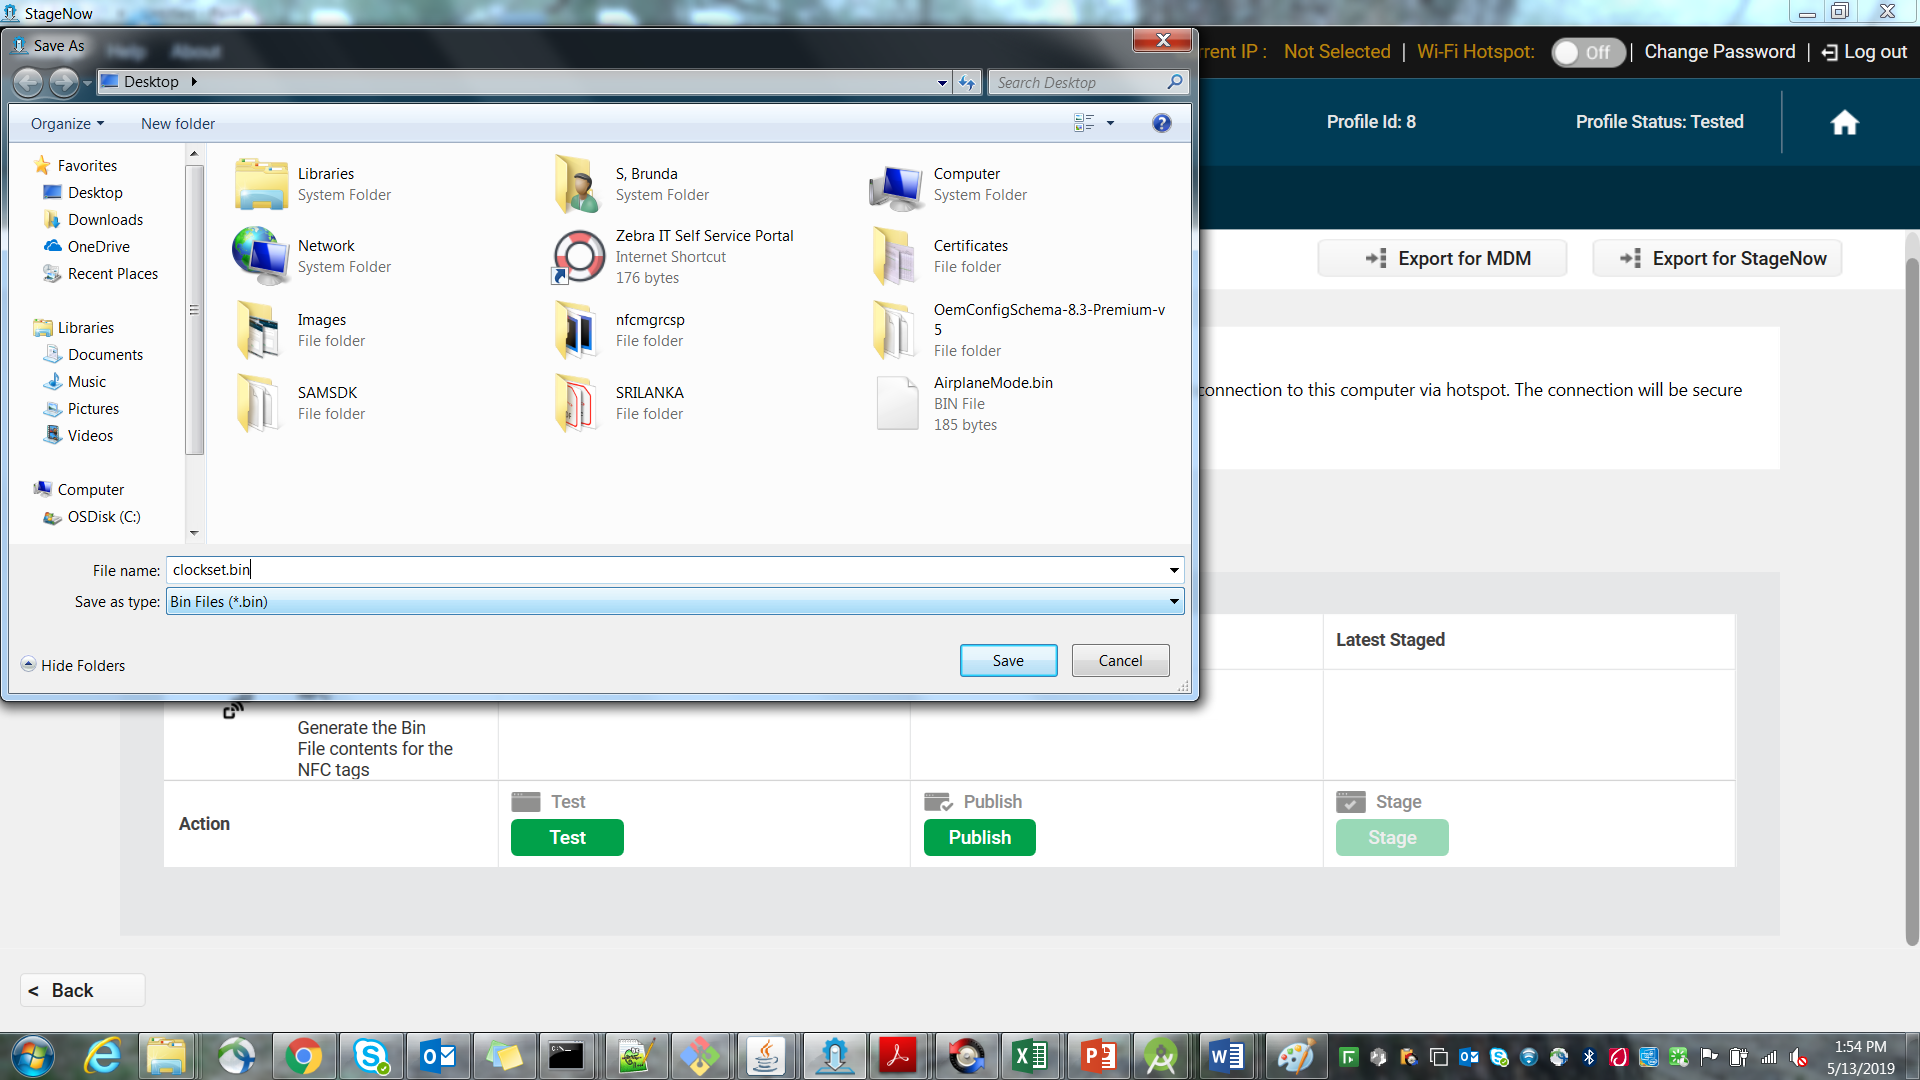 StageNow
Save As
Help About
rent IP : Not Selected | Wi-Fi Hotspot: Off | Change Password | Log out
Desktop
Search Desktop
Organize New folder
Profile Id: 8 Profile Status: Tested
Export for MDM Export for StageNow
Favorites
Desktop
Downloads
OneDrive
Recent Places
Libraries
Documents
Music
Pictures
Videos
Computer
OSDisk (C:)
Libraries
System Folder
S, Brunda
System Folder
Computer
System Folder
Network
System Folder
Zebra IT Self Service Portal
Internet Shortcut
176 bytes
Certificates
File folder
Images
File folder
nfcmgrcsp
File folder
OemConfigSchema-8.3-Premium-v
5
File folder
SAMSDK
File folder
SRILANKA
File folder
AirplaneMode.bin
BIN File
185 bytes
connection to this computer via hotspot. The connection will be secure
File name: clockset.bin
Save as type: Bin Files (*.bin)
Hide Folders
Save Cancel
Latest Staged
Generate the Bin
File contents for the
NFC tags
Action
Test
Test
Publish
Publish
Stage
Stage
< Back
1:54 PM
5/13/2019